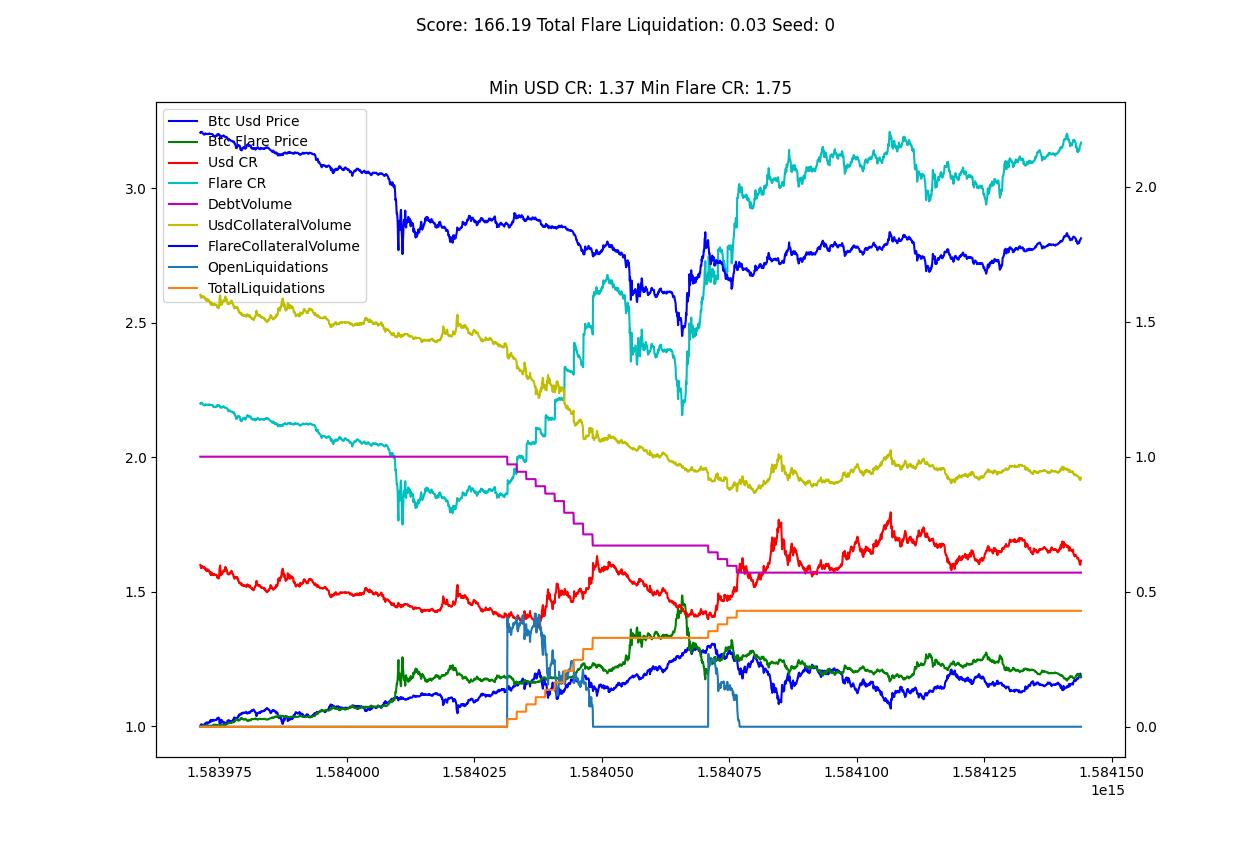 Score: 166.19 Total Flare Liquidation: 0.03 Seed: 0
Min USD CR: 1.37 Min Flare CR: 1.75
Btc Usd Price
Btc Flare Price
Usd CR
Flare CR
DebtVolume
UsdCollateralVolume
FlareCollateralVolume
OpenLiquidations
TotalLiquidations
3.0
2.5
2.0
1.5
1.0
2.0
1.5
1.0
0.5
0.0
1.583975 1.584000 1.584025 1.584050 1.584075 1.584100 1.584125 1.584150
1e15